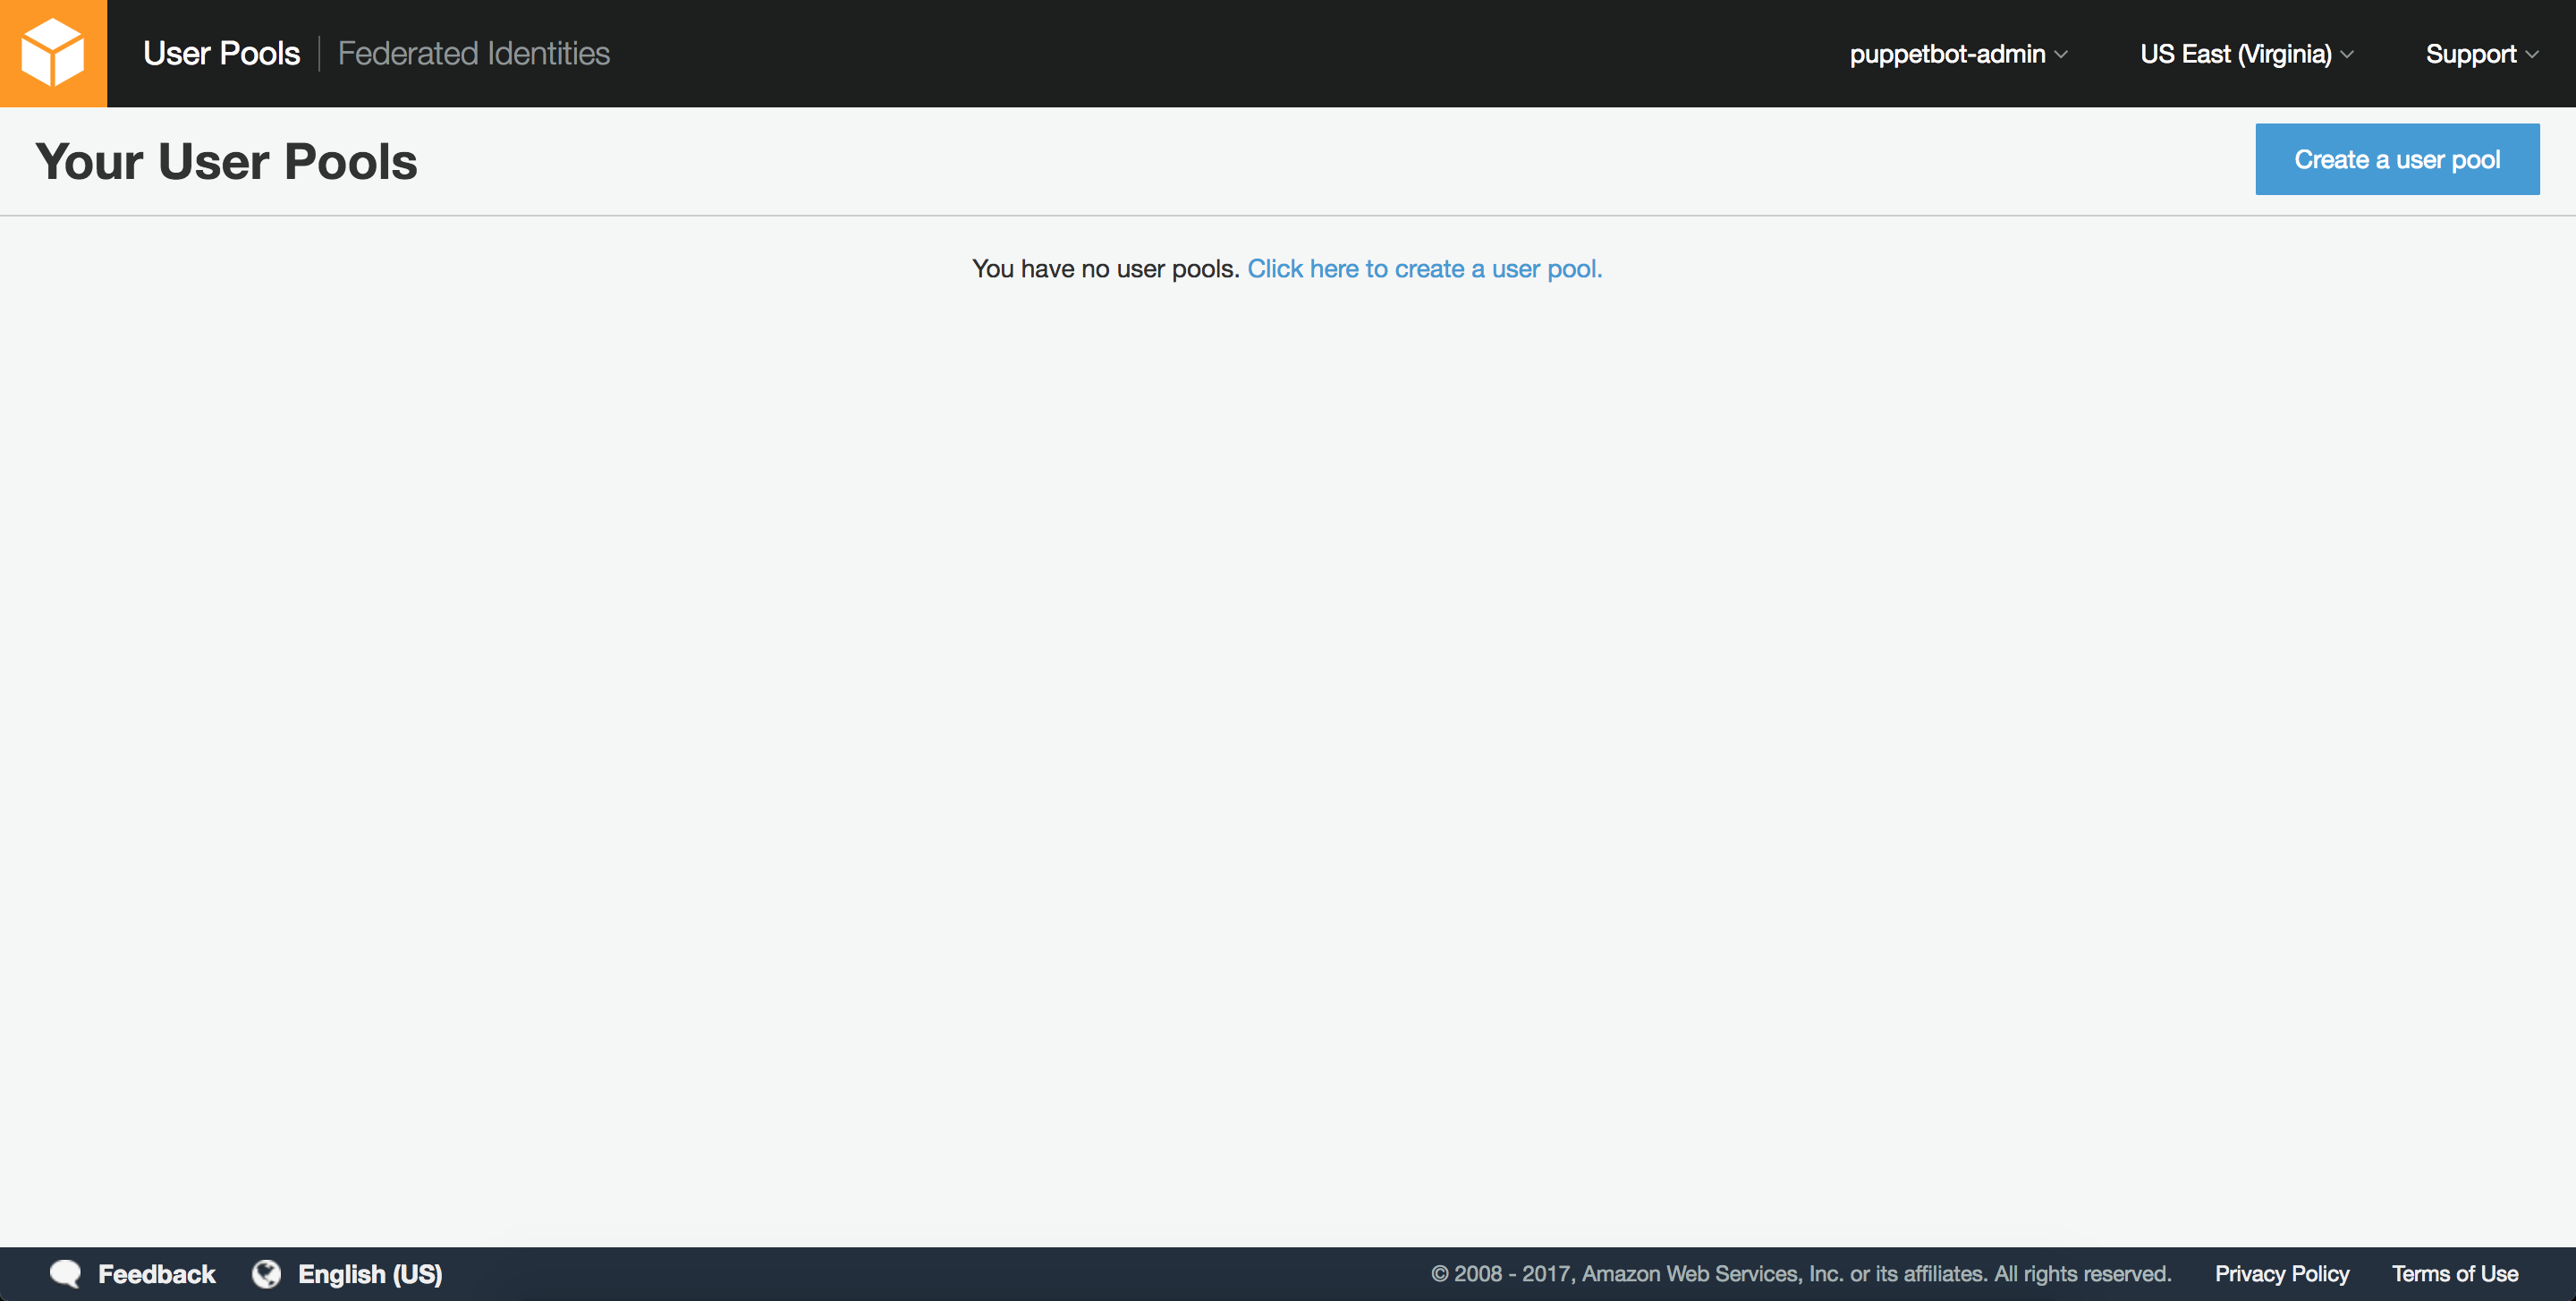 User Pools Federated Identities puppetbot-admin US East (Virginia) Support
Your User Pools Create a user pool
You have no user pools. Click here to create a user pool.
Feedback English (US) © 2008 - 2017, Amazon Web Services, Inc. or its affiliates. All rights reserved. Privacy Policy Terms of Use